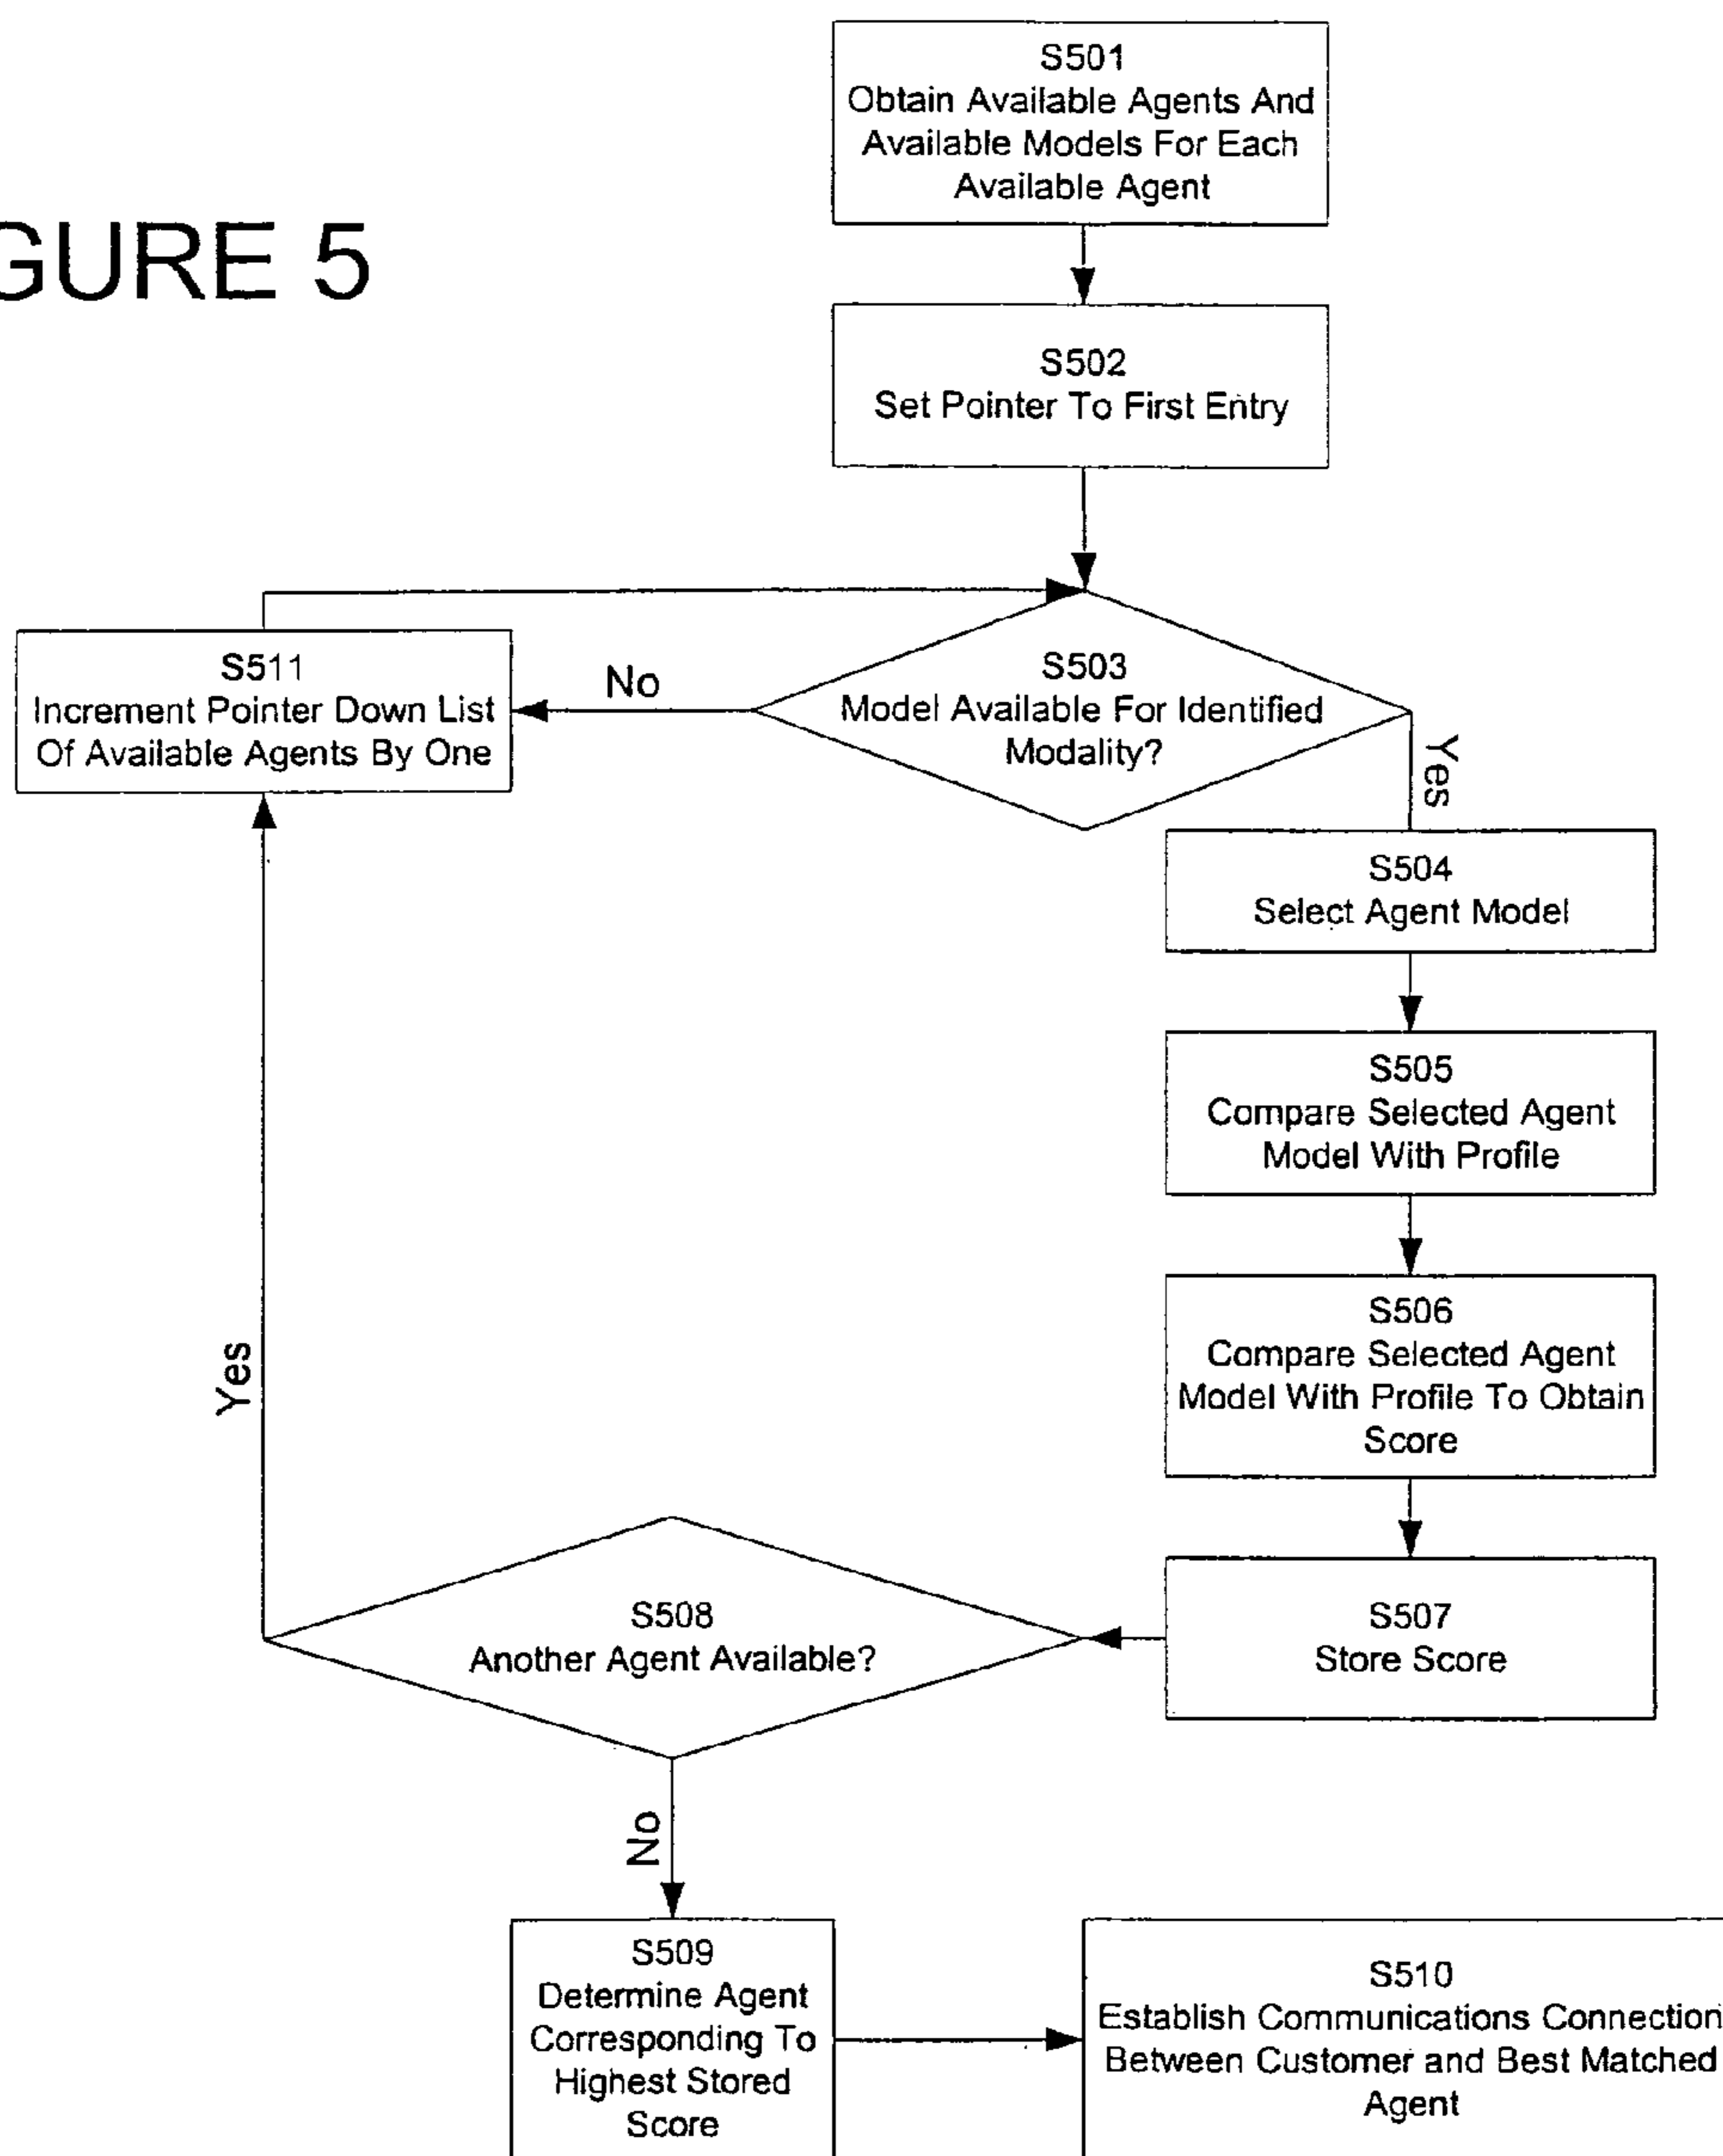 S501
Obtain Available Agents And
Available Models For Each
Available Agent
GURE 5
S502
Set Pointer To First Entry
S511
Increment Pointer Down List
Of Available Agents By One
No
S503
Model Available For Identified
Modality?
Yes
S504
Select Agent Model
S505
Compare Selected Agent
Model With Profile
S506
Compare Selected Agent
Model With Profile To Obtain
Score
Yes
S508
Another Agent Available?
S507
Store Score
No
S509
Determine Agent
Corresponding To
Highest Stored
Score
S510
Establish Communications Connection
Between Customer and Best Matched
Agent